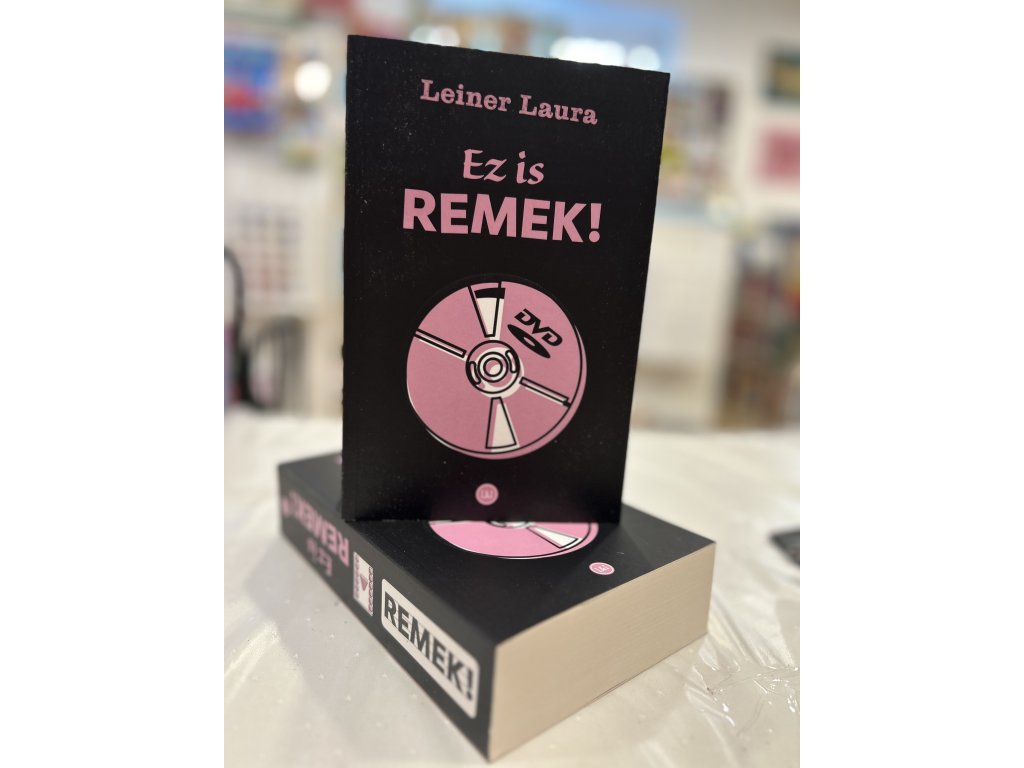 Leiner Laura
Ez is
REMEK!
DVD
Ez is
REMEK!
REMEK!